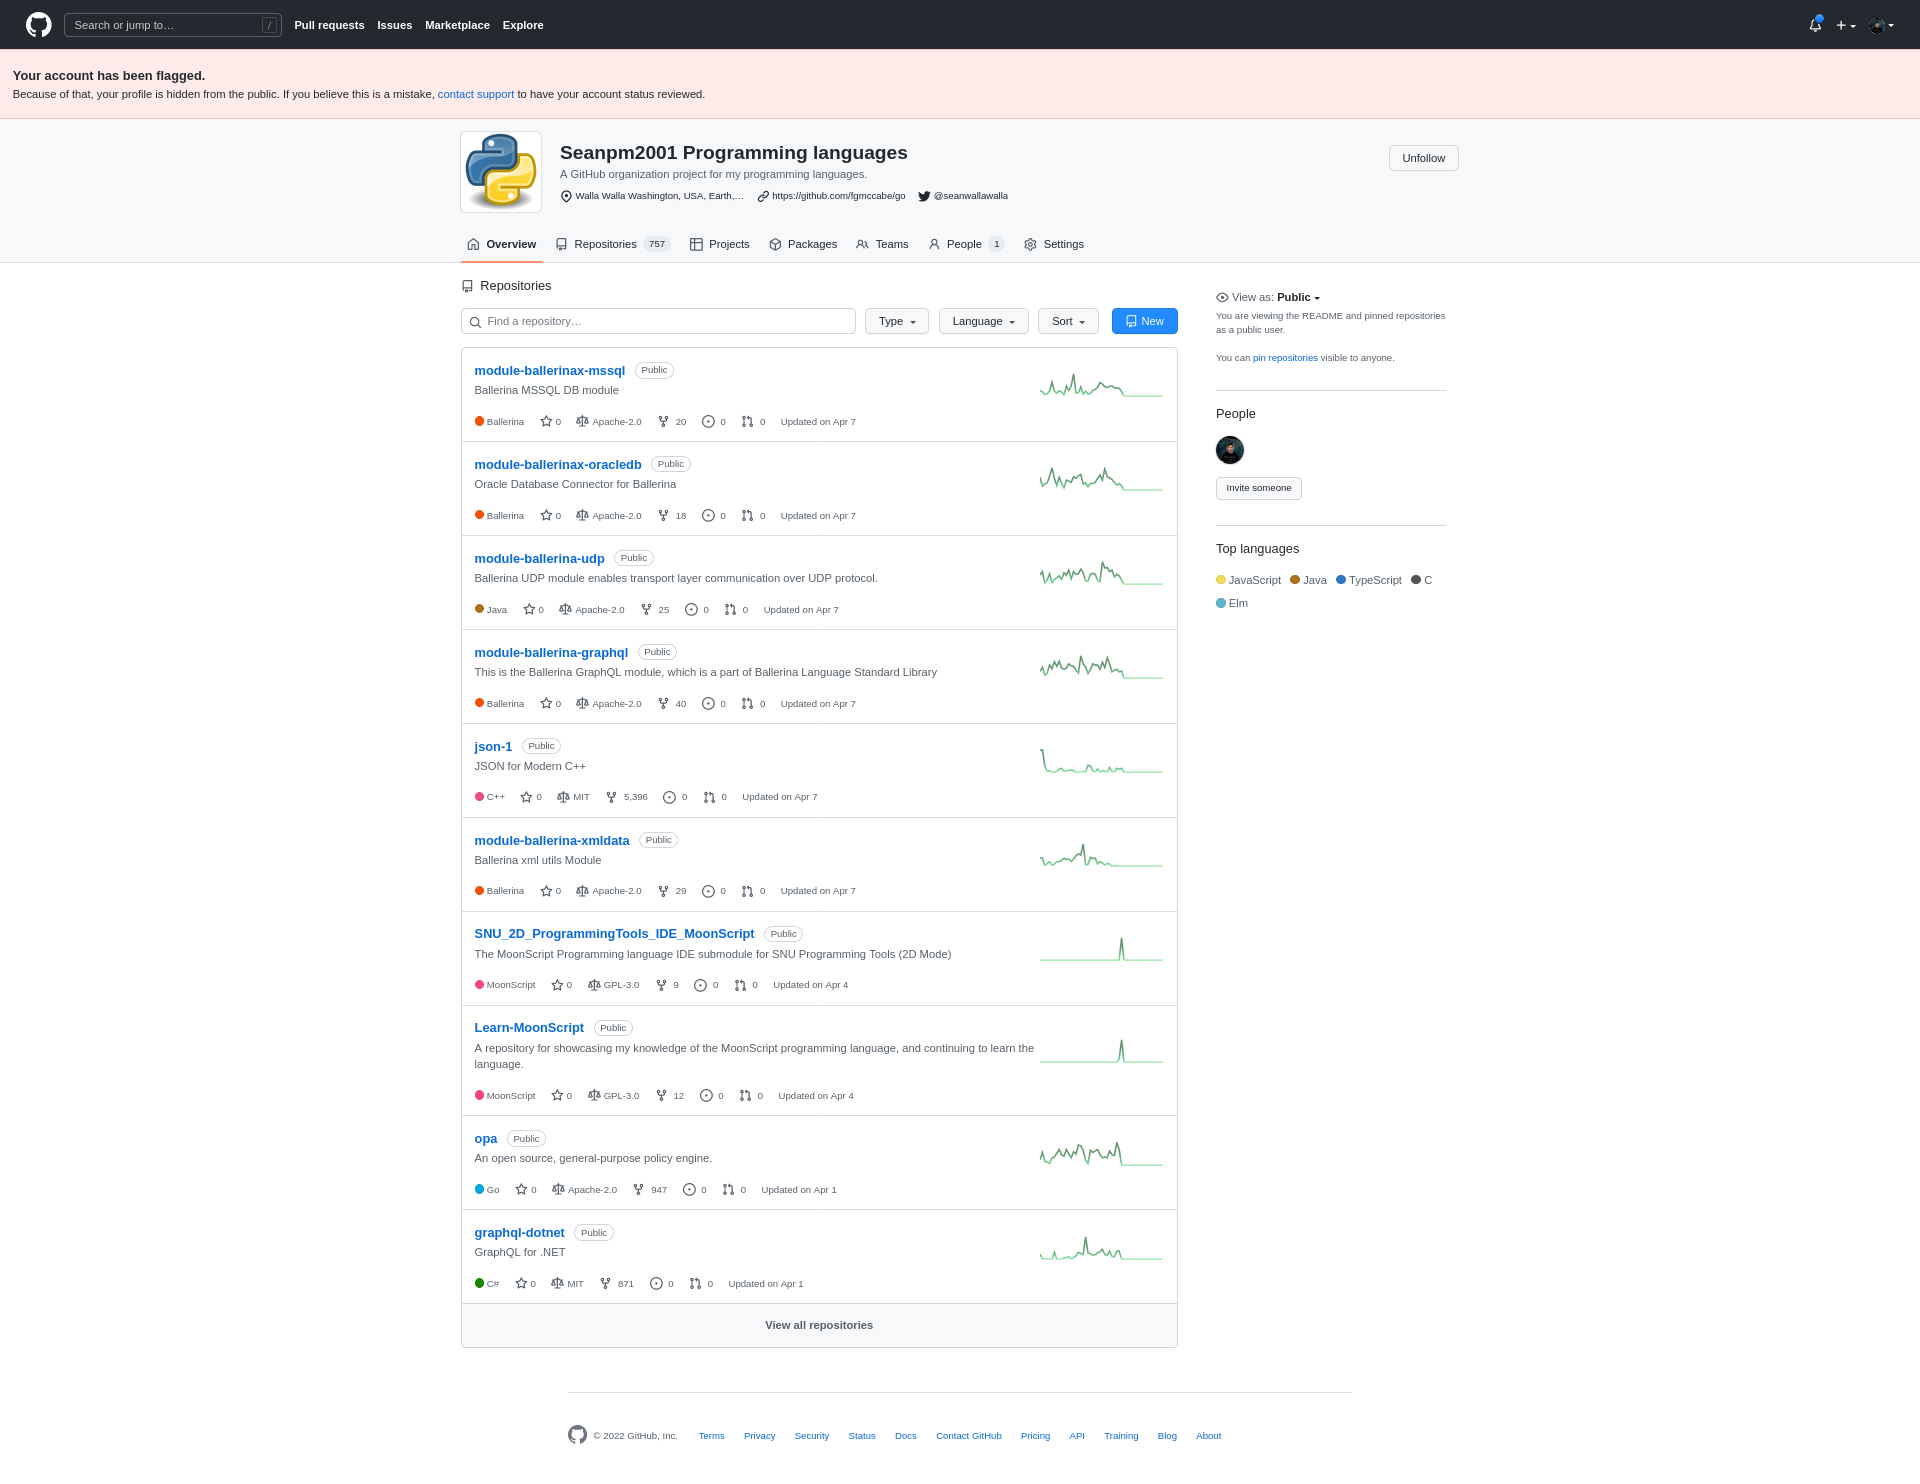 Search or jump to… /
Pull requests Issues Marketplace Explore
Your account has been flagged.
Because of that, your profile is hidden from the public. If you believe this is a mistake, contact support to have your account status reviewed.
Seanpm2001 Programming languages
Unfollow
A GitHub organization project for my programming languages.
Walla Walla Washington, USA, Earth,… https://github.com/fgmccabe/go @seanwallawalla
Overview Repositories 757 Projects Packages Teams People 1 Settings
Repositories
Find a repository… Type Language Sort New
module-ballerinax-mssql Public
Ballerina MSSQL DB module
Ballerina 0 Apache-2.0 20 0 0 Updated on Apr 7
module-ballerinax-oracledb Public
Oracle Database Connector for Ballerina
Ballerina 0 Apache-2.0 18 0 0 Updated on Apr 7
module-ballerina-udp Public
Ballerina UDP module enables transport layer communication over UDP protocol.
Java 0 Apache-2.0 25 0 0 Updated on Apr 7
module-ballerina-graphql Public
This is the Ballerina GraphQL module, which is a part of Ballerina Language Standard Library
Ballerina 0 Apache-2.0 40 0 0 Updated on Apr 7
json-1 Public
JSON for Modern C++
C++ 0 MIT 5,396 0 0 Updated on Apr 7
module-ballerina-xmldata Public
Ballerina xml utils Module
Ballerina 0 Apache-2.0 29 0 0 Updated on Apr 7
SNU_2D_ProgrammingTools_IDE_MoonScript Public
The MoonScript Programming language IDE submodule for SNU Programming Tools (2D Mode)
MoonScript 0 GPL-3.0 9 0 0 Updated on Apr 4
Learn-MoonScript Public
A repository for showcasing my knowledge of the MoonScript programming language, and continuing to learn the
language.
MoonScript 0 GPL-3.0 12 0 0 Updated on Apr 4
opa Public
An open source, general-purpose policy engine.
Go 0 Apache-2.0 947 0 0 Updated on Apr 1
graphql-dotnet Public
GraphQL for .NET
C# 0 MIT 871 0 0 Updated on Apr 1
View all repositories
View as: Public
You are viewing the README and pinned repositories
as a public user.
You can pin repositories visible to anyone.
People
Invite someone
Top languages
JavaScript Java TypeScript C
Elm
© 2022 GitHub, Inc. Terms Privacy Security Status Docs Contact GitHub Pricing API Training Blog About